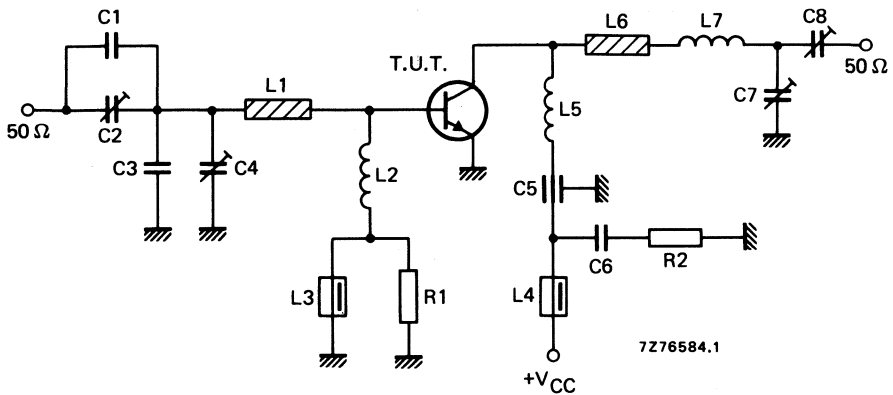 C1
L6
L7
C8
T.U.T.
50 Ω
L1
C7
L5
50 Ω
C2
C3
C4
L2
C5
C6
R2
L3
R1
L4
7Z76584.1
+VCC